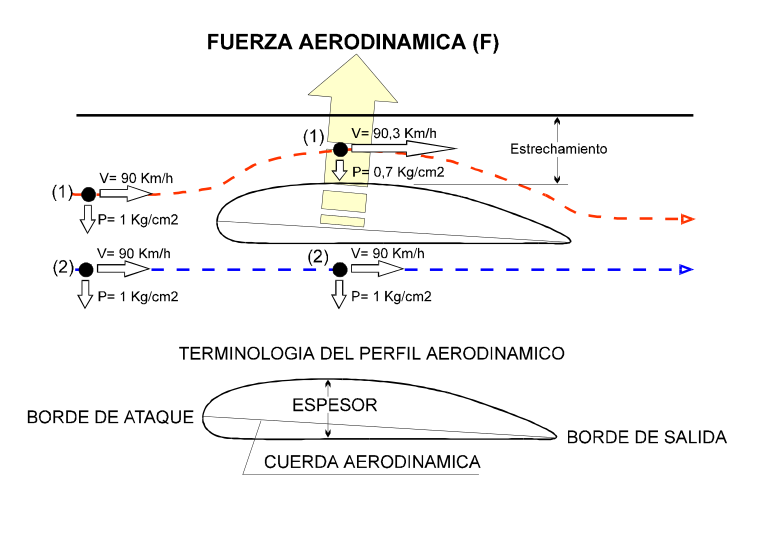 FUERZA AERODINAMICA (F)
(1) V= 90,3 Km/h
Estrechamiento
P= 0,7 Kg/cm2
V= 90 Km/h
(1)
P= 1 Kg/cm2
(2) V= 90 Km/h
P= 1 Kg/cm2
(2) V= 90 Km/h
P= 1 Kg/cm2
TERMINOLOGIA DEL PERFIL AERODINAMICO
ESPESOR
BORDE DE ATAQUE
BORDE DE SALIDA
CUERDA AERODINAMICA